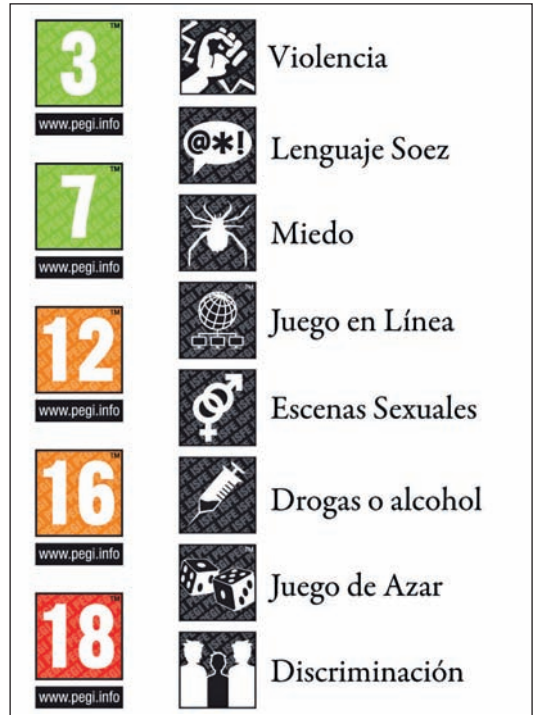 3
www.pegi.info
7
www.pegi.info
12
www.pegi.info
16
www.pegi.info
18
www.pegi.info
Violencia
@*!
Lenguaje Soez
Miedo
Juego en Línea
Escenas Sexuales
Drogas o alcohol
Juego de Azar
Discriminación